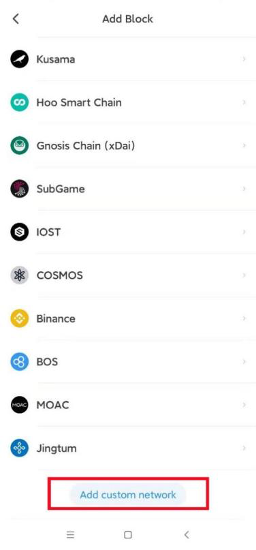 Add Block
Kusama
Hoo Smart Chain
Gnosis Chain (xDai)
SubGame
IOST
COSMOS
Binance
BOS
MOAC
MOAC
Jingtum
Add custom network